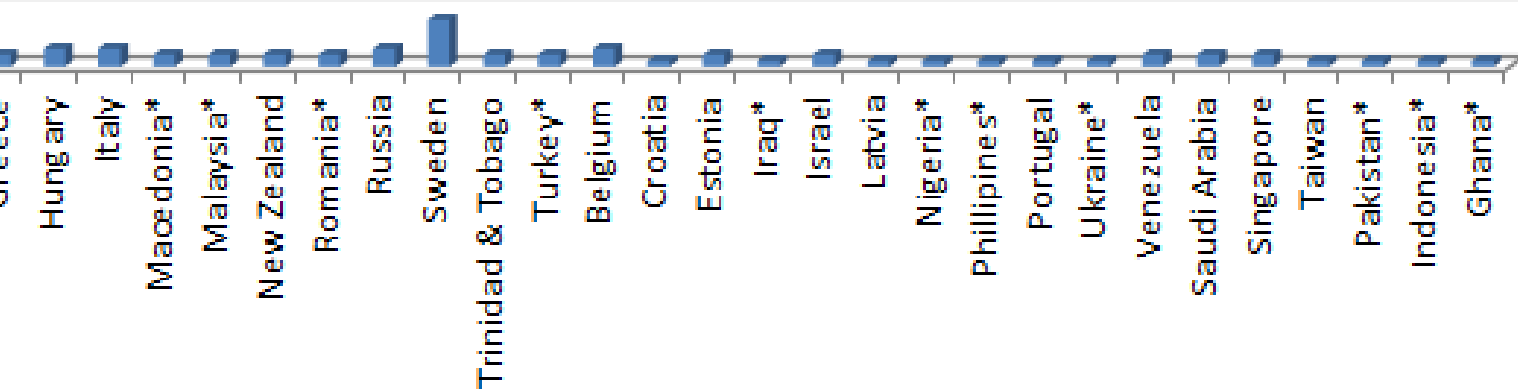 Hungary
Italy
Macedonia*
Malaysia*
New Zealand
Romania*
Russia
Sweden
Trinidad & Tobago
Turkey*
Belgium
Croatia
Estonia
Iraq*
Israel
Latvia
Nigeria*
Phillipines*
Portugal
Ukraine*
Venezuela
Saudi Arabia
Singapore
Taiwan
Pakistan*
Indonesia*
Ghana*